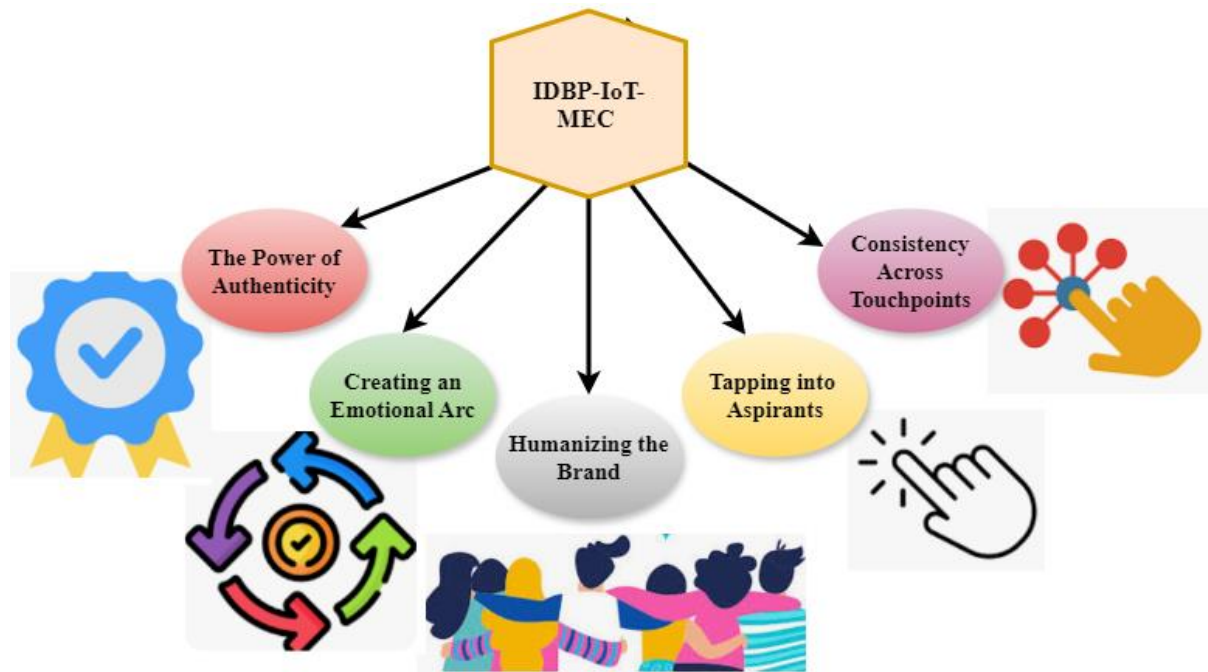 IDBP-IoT-
MEC
The Power of
Authenticity
Consistency
Across
Touchpoints
Creating an
Emotional Arc
Tapping into
Aspirants
Humanizing the
Brand